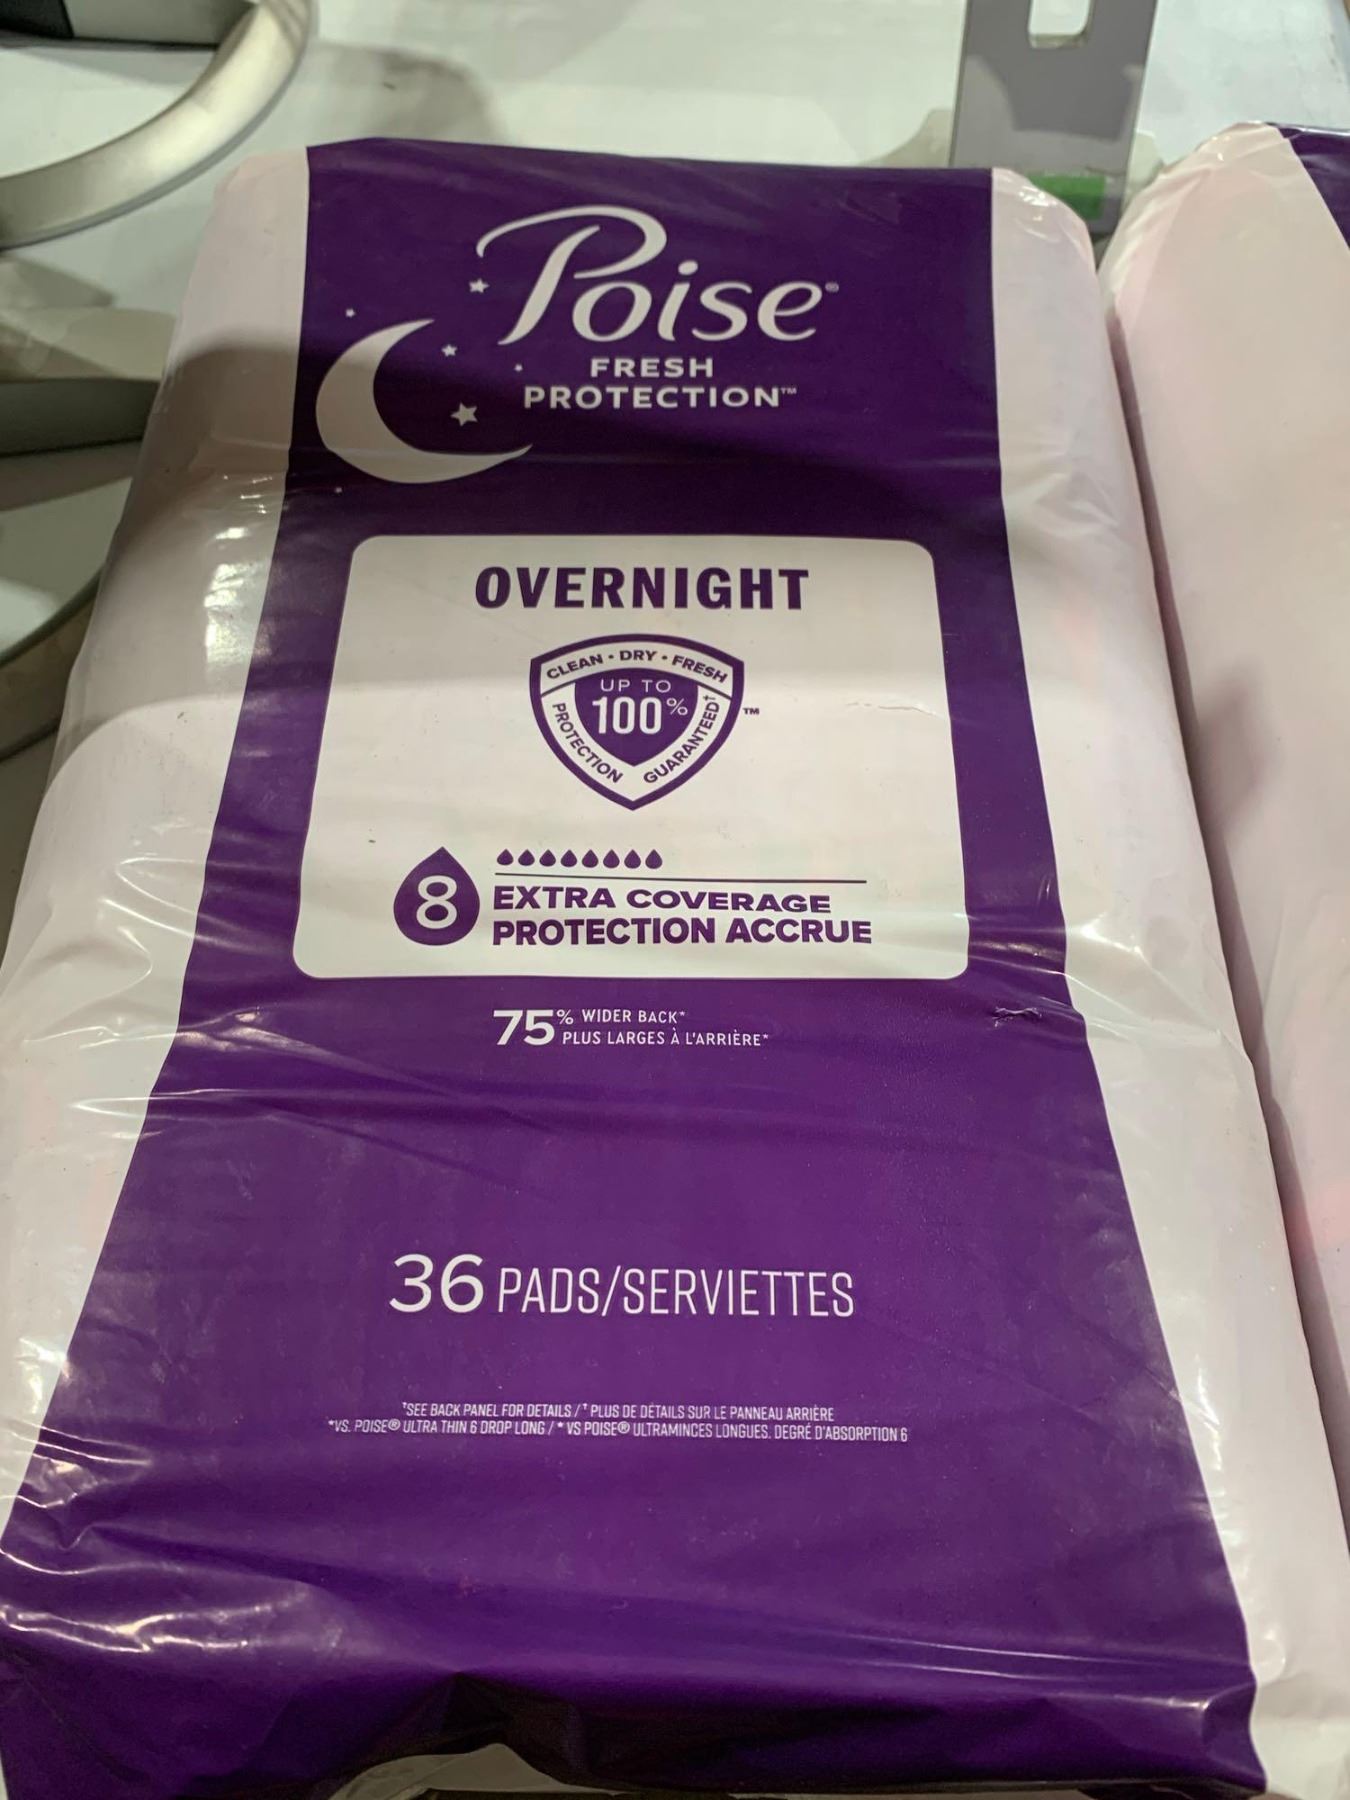 Poise®
FRESH
PROTECTION™
OVERNIGHT
CLEAN • DRY • FRESH
UP TO
100%
PROTECTION GUARANTEED† ™
8 EXTRA COVERAGE
PROTECTION ACCRUE
75% WIDER BACK*
PLUS LARGES À L'ARRIÈRE*
36 PADS/SERVIETTES
†SEE BACK PANEL FOR DETAILS / † PLUS DE DÉTAILS SUR LE PANNEAU ARRIÈRE
*VS. POISE® ULTRA THIN 6 DROP LONG / * VS POISE® ULTRAMINCES LONGUES. DEGRÉ D'ABSORPTION 6